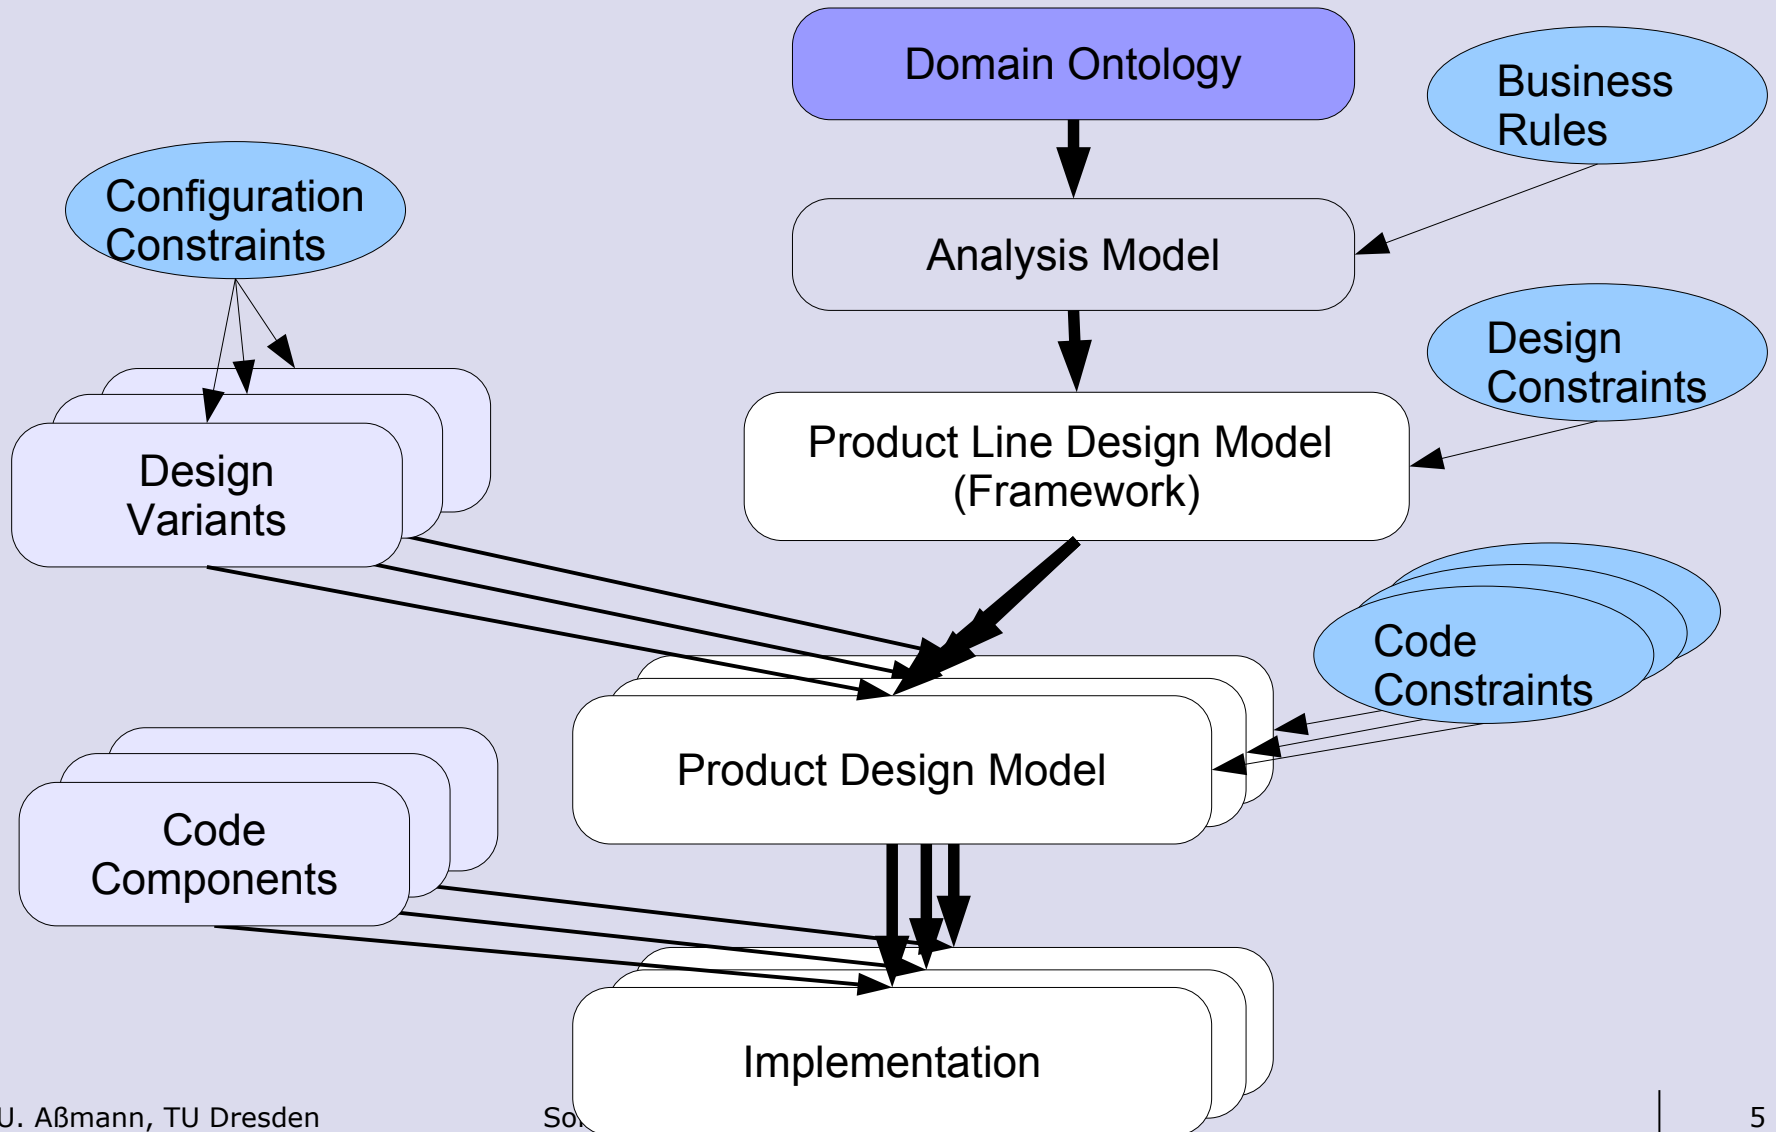 Domain Ontology
Business
Rules
Configuration
Constraints
Analysis Model
Design
Constraints
Product Line Design Model
(Framework)
Design
Variants
Code
Constraints
Product Design Model
Code
Components
Implementation
U. Aßmann, TU Dresden
5